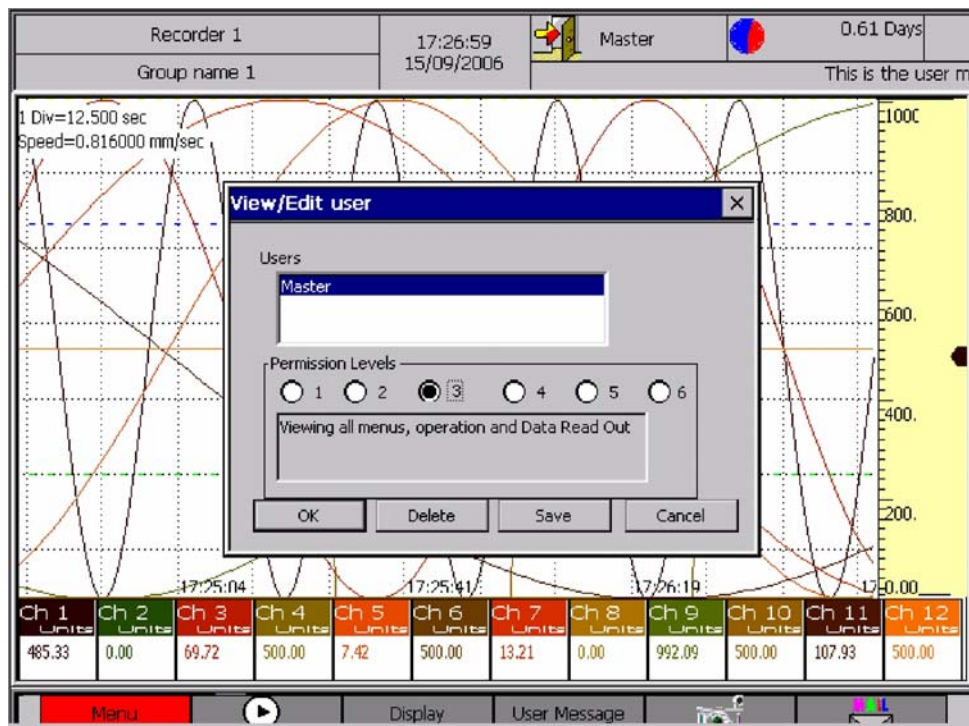 Recorder 1
17:26:59
15/09/2006
Master
0.61 Days
Group name 1
This is the user m
1 Div=12.500 sec
Speed=0.816000 mm/sec
1000
800.
600.
400.
200.
0.00
View/Edit user
Users
Master
Permission Levels
1 2 3 4 5 6
Viewing all menus, operation and Data Read Out
OK Delete Save Cancel
17:25:04 17:25:41 17:26:19 17
Ch 1 Ch 2 Ch 3 Ch 4 Ch 5 Ch 6 Ch 7 Ch 8 Ch 9 Ch 10 Ch 11 Ch 12
Units Units Units Units Units Units Units Units Units Units Units Units
485.33 0.00 69.72 500.00 7.42 500.00 13.21 0.00 992.09 500.00 107.93 500.00
Menu Display User Message MAIL